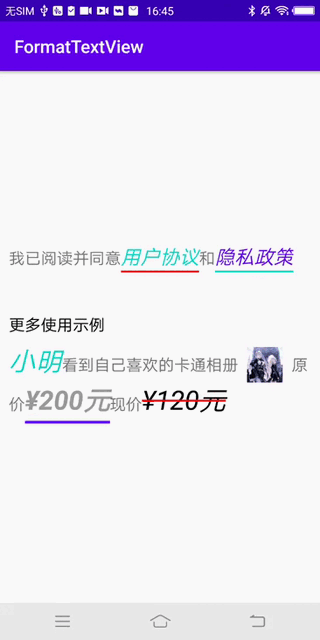 无SIM 16:45
FormatTextView
我已阅读并同意用户协议和隐私政策
更多使用示例
小明看到自己喜欢的卡通相册 原
价¥200元现价¥120元